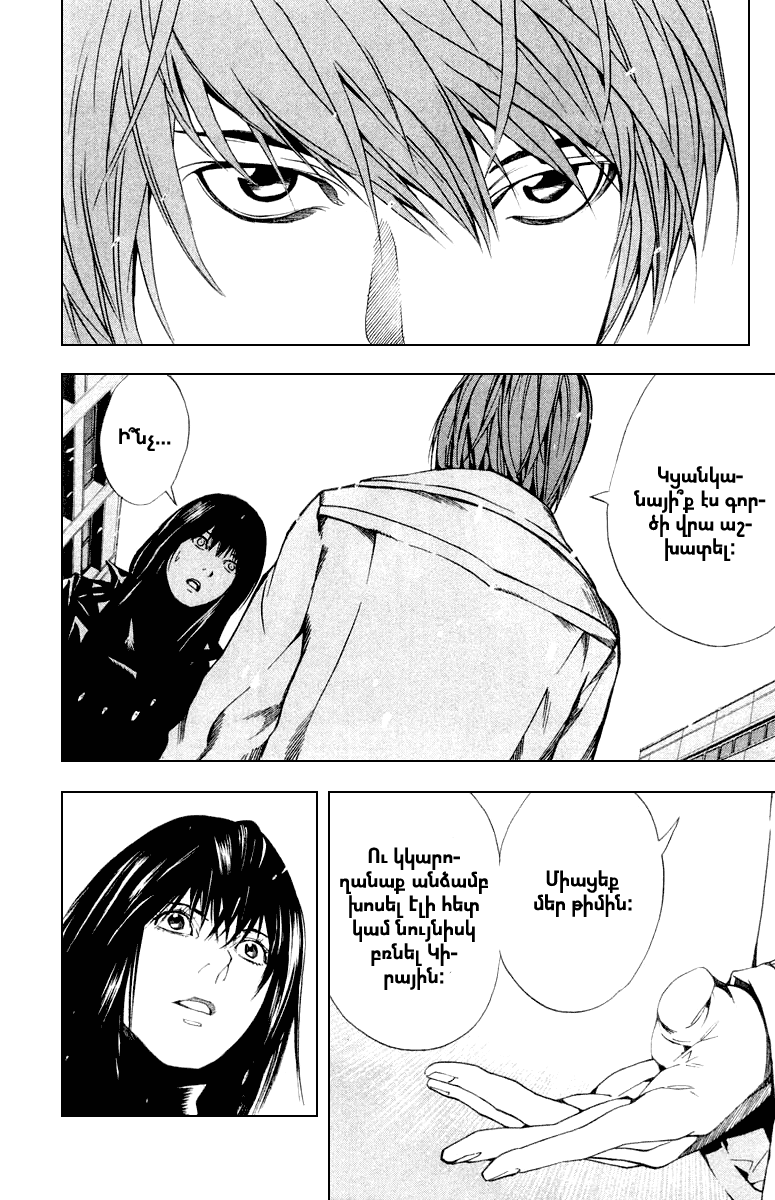 Կցանկա-
նայի՞ք էս գոր-
ծի վրա աշ-
խատել:
Ի՞նչ...
Միացեք
մեր թիմին:
Ու կկարո-
ղանաք անձամբ
խոսել էլի հետ
կամ նույնիսկ
բռնել Կի-
րային: